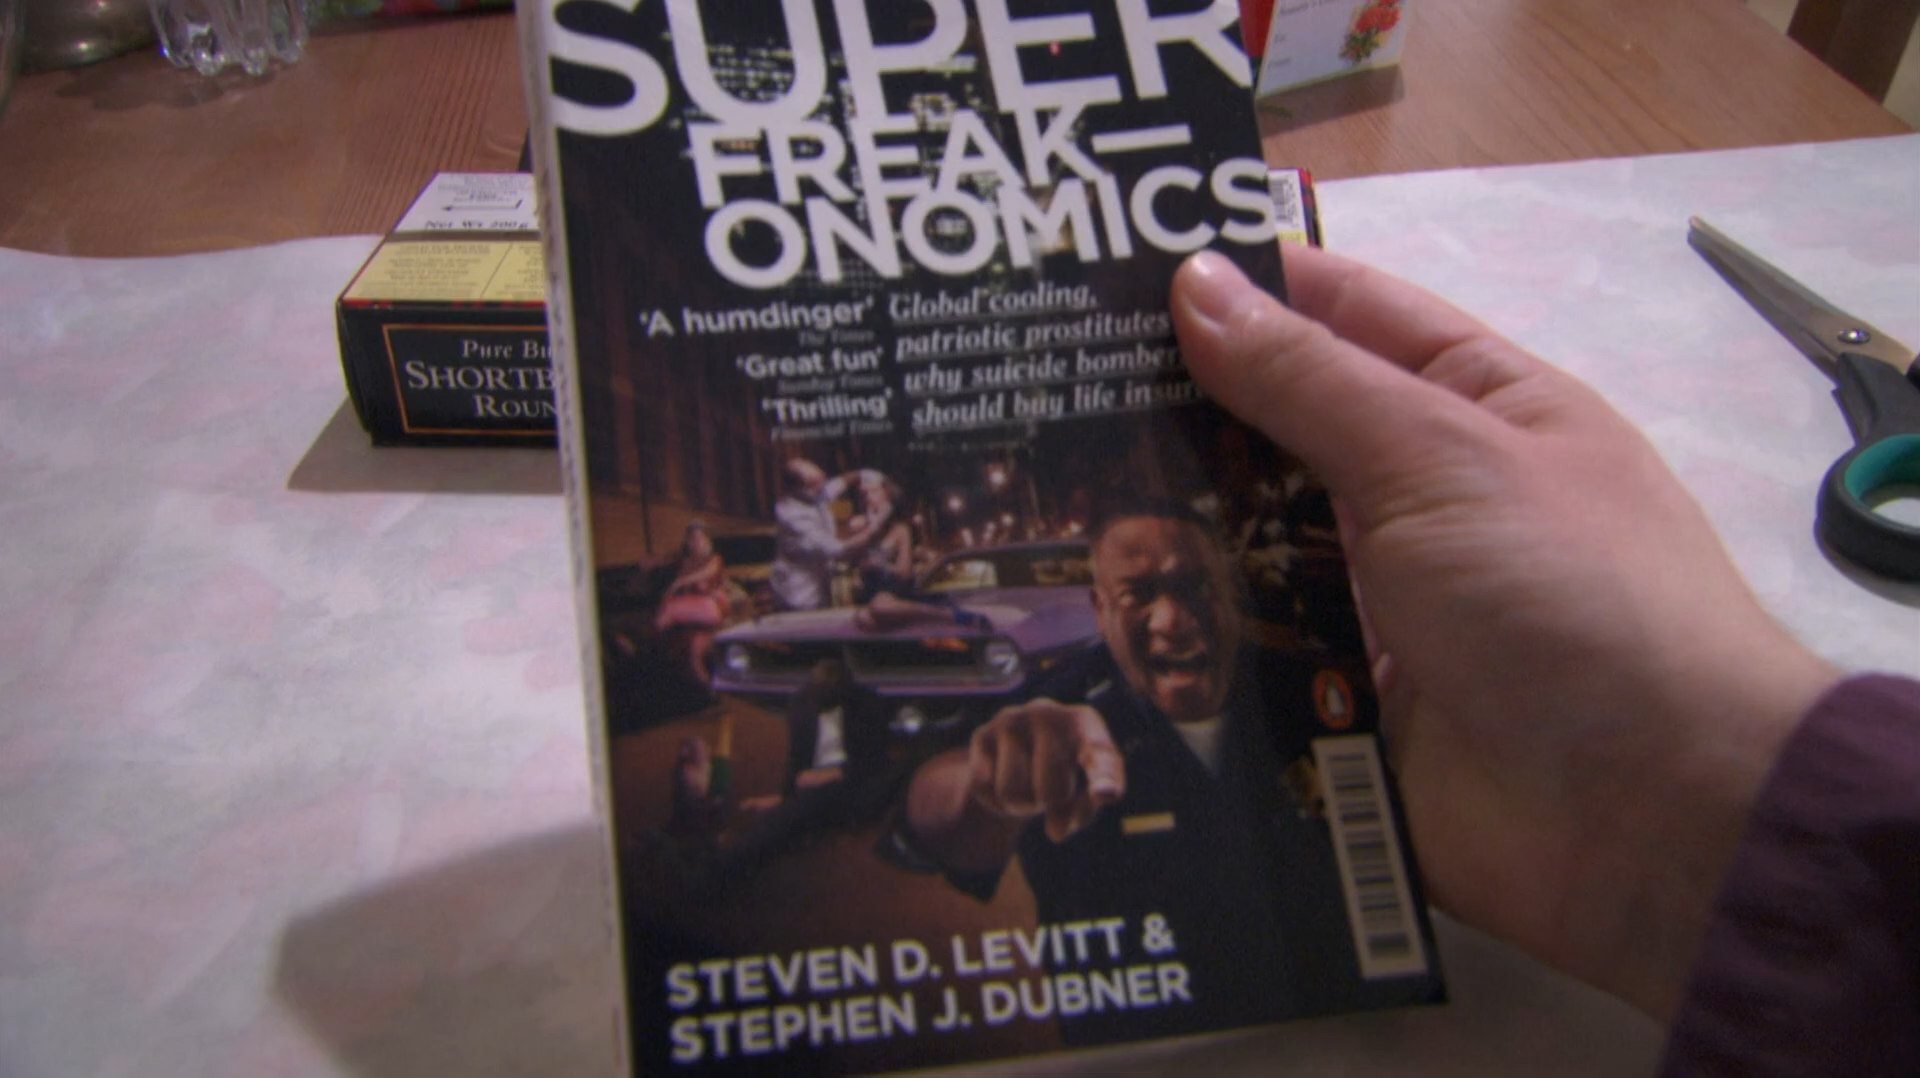 SUPER
FREAK—
ONOMICS
'A humdinger'
The Times
'Great fun'
Sunday Times
'Thrilling'
Financial Times
Global cooling,
patriotic prostitutes
why suicide bomber
should buy life insur
STEVEN D. LEVITT &
STEPHEN J. DUBNER
Net Wt 200g
Pure Bu
SHORTB
ROUN